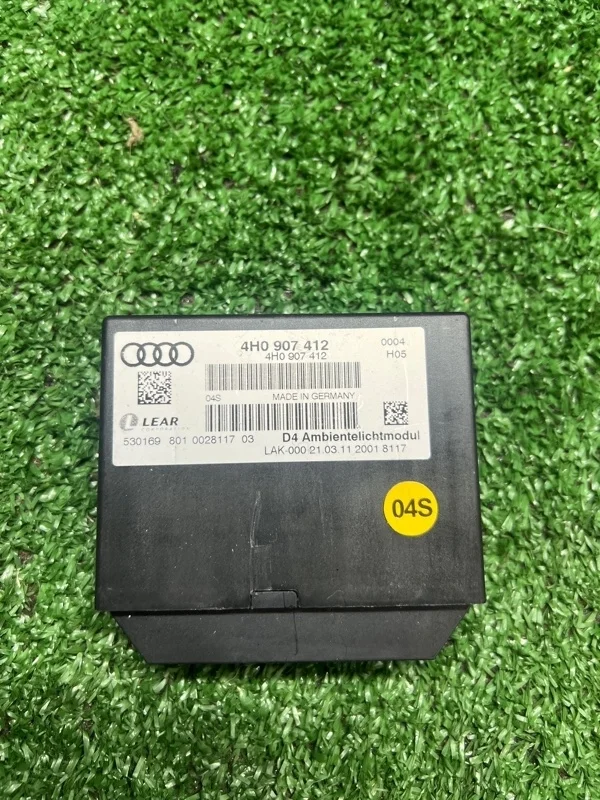 4H0 907 412
0004
4H0 907 412
H05
04S
MADE IN GERMANY
LEAR
CORPORATION
530169 801 0028117 03
D4 Ambientelichtmodul
LAK-000 21.03.11 2001 8117
04S